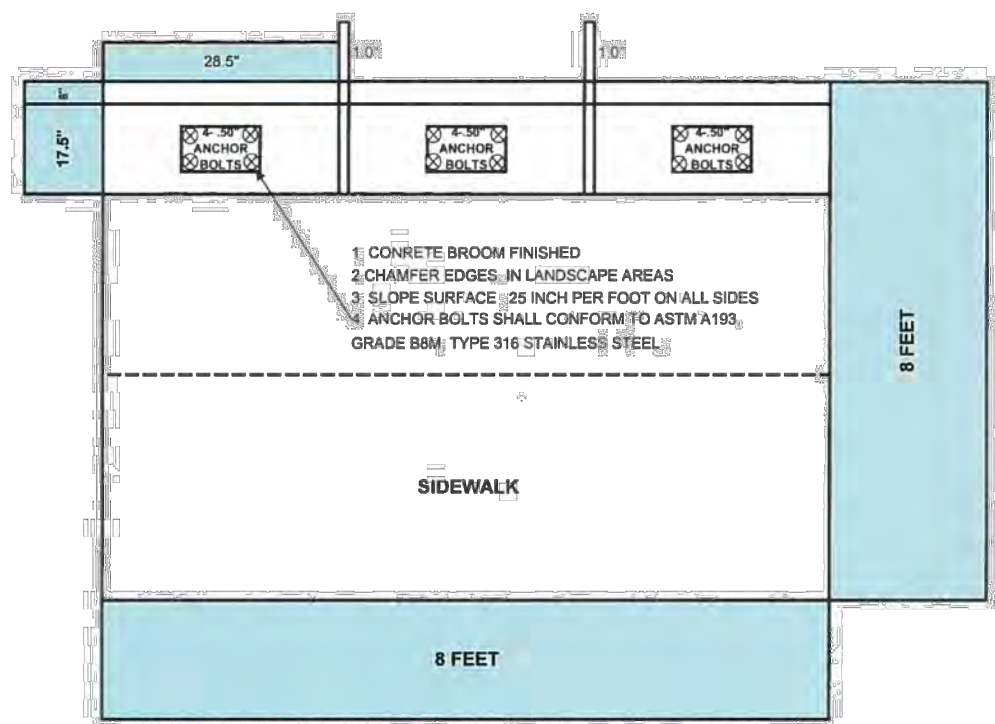 28.5"
1.0"
1.0"
6"
17.5"
4-.50"
ANCHOR
BOLTS
4-.50"
ANCHOR
BOLTS
4-.50"
ANCHOR
BOLTS
1 CONRETE BROOM FINISHED
2 CHAMFER EDGES IN LANDSCAPE AREAS
3 SLOPE SURFACE 25 INCH PER FOOT ON ALL SIDES
4 ANCHOR BOLTS SHALL CONFORM TO ASTM A193
GRADE B8M TYPE 316 STAINLESS STEEL
8 FEET
SIDEWALK
8 FEET